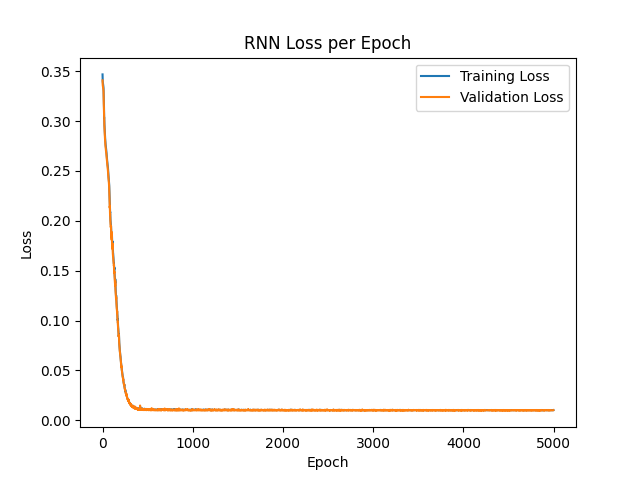 RNN Loss per Epoch
Training Loss
Validation Loss
0.35
0.30
0.25
0.20
0.15
0.10
0.05
0.00
Loss
0 1000 2000 3000 4000 5000
Epoch